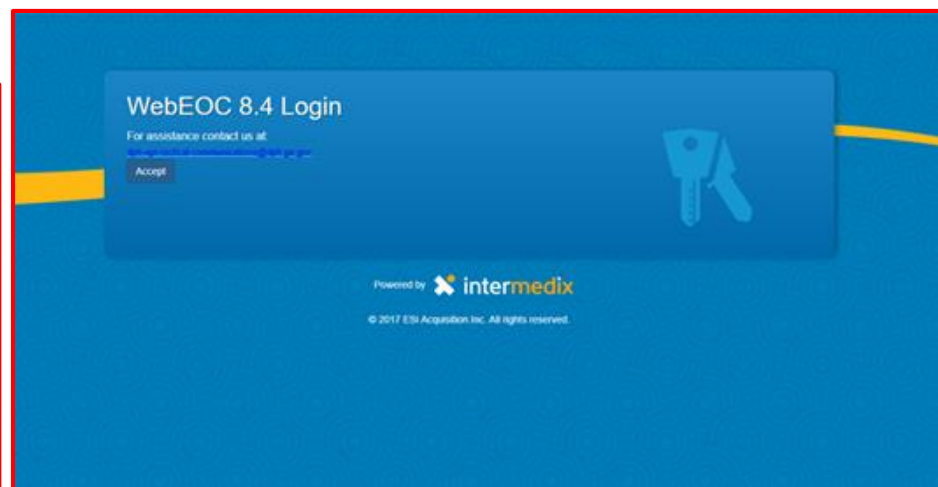 WebEOC 8.4 Login
For assistance contact us at:
Accept
Powered by intermedix
© 2017 ESi Acquisition Inc. All rights reserved.